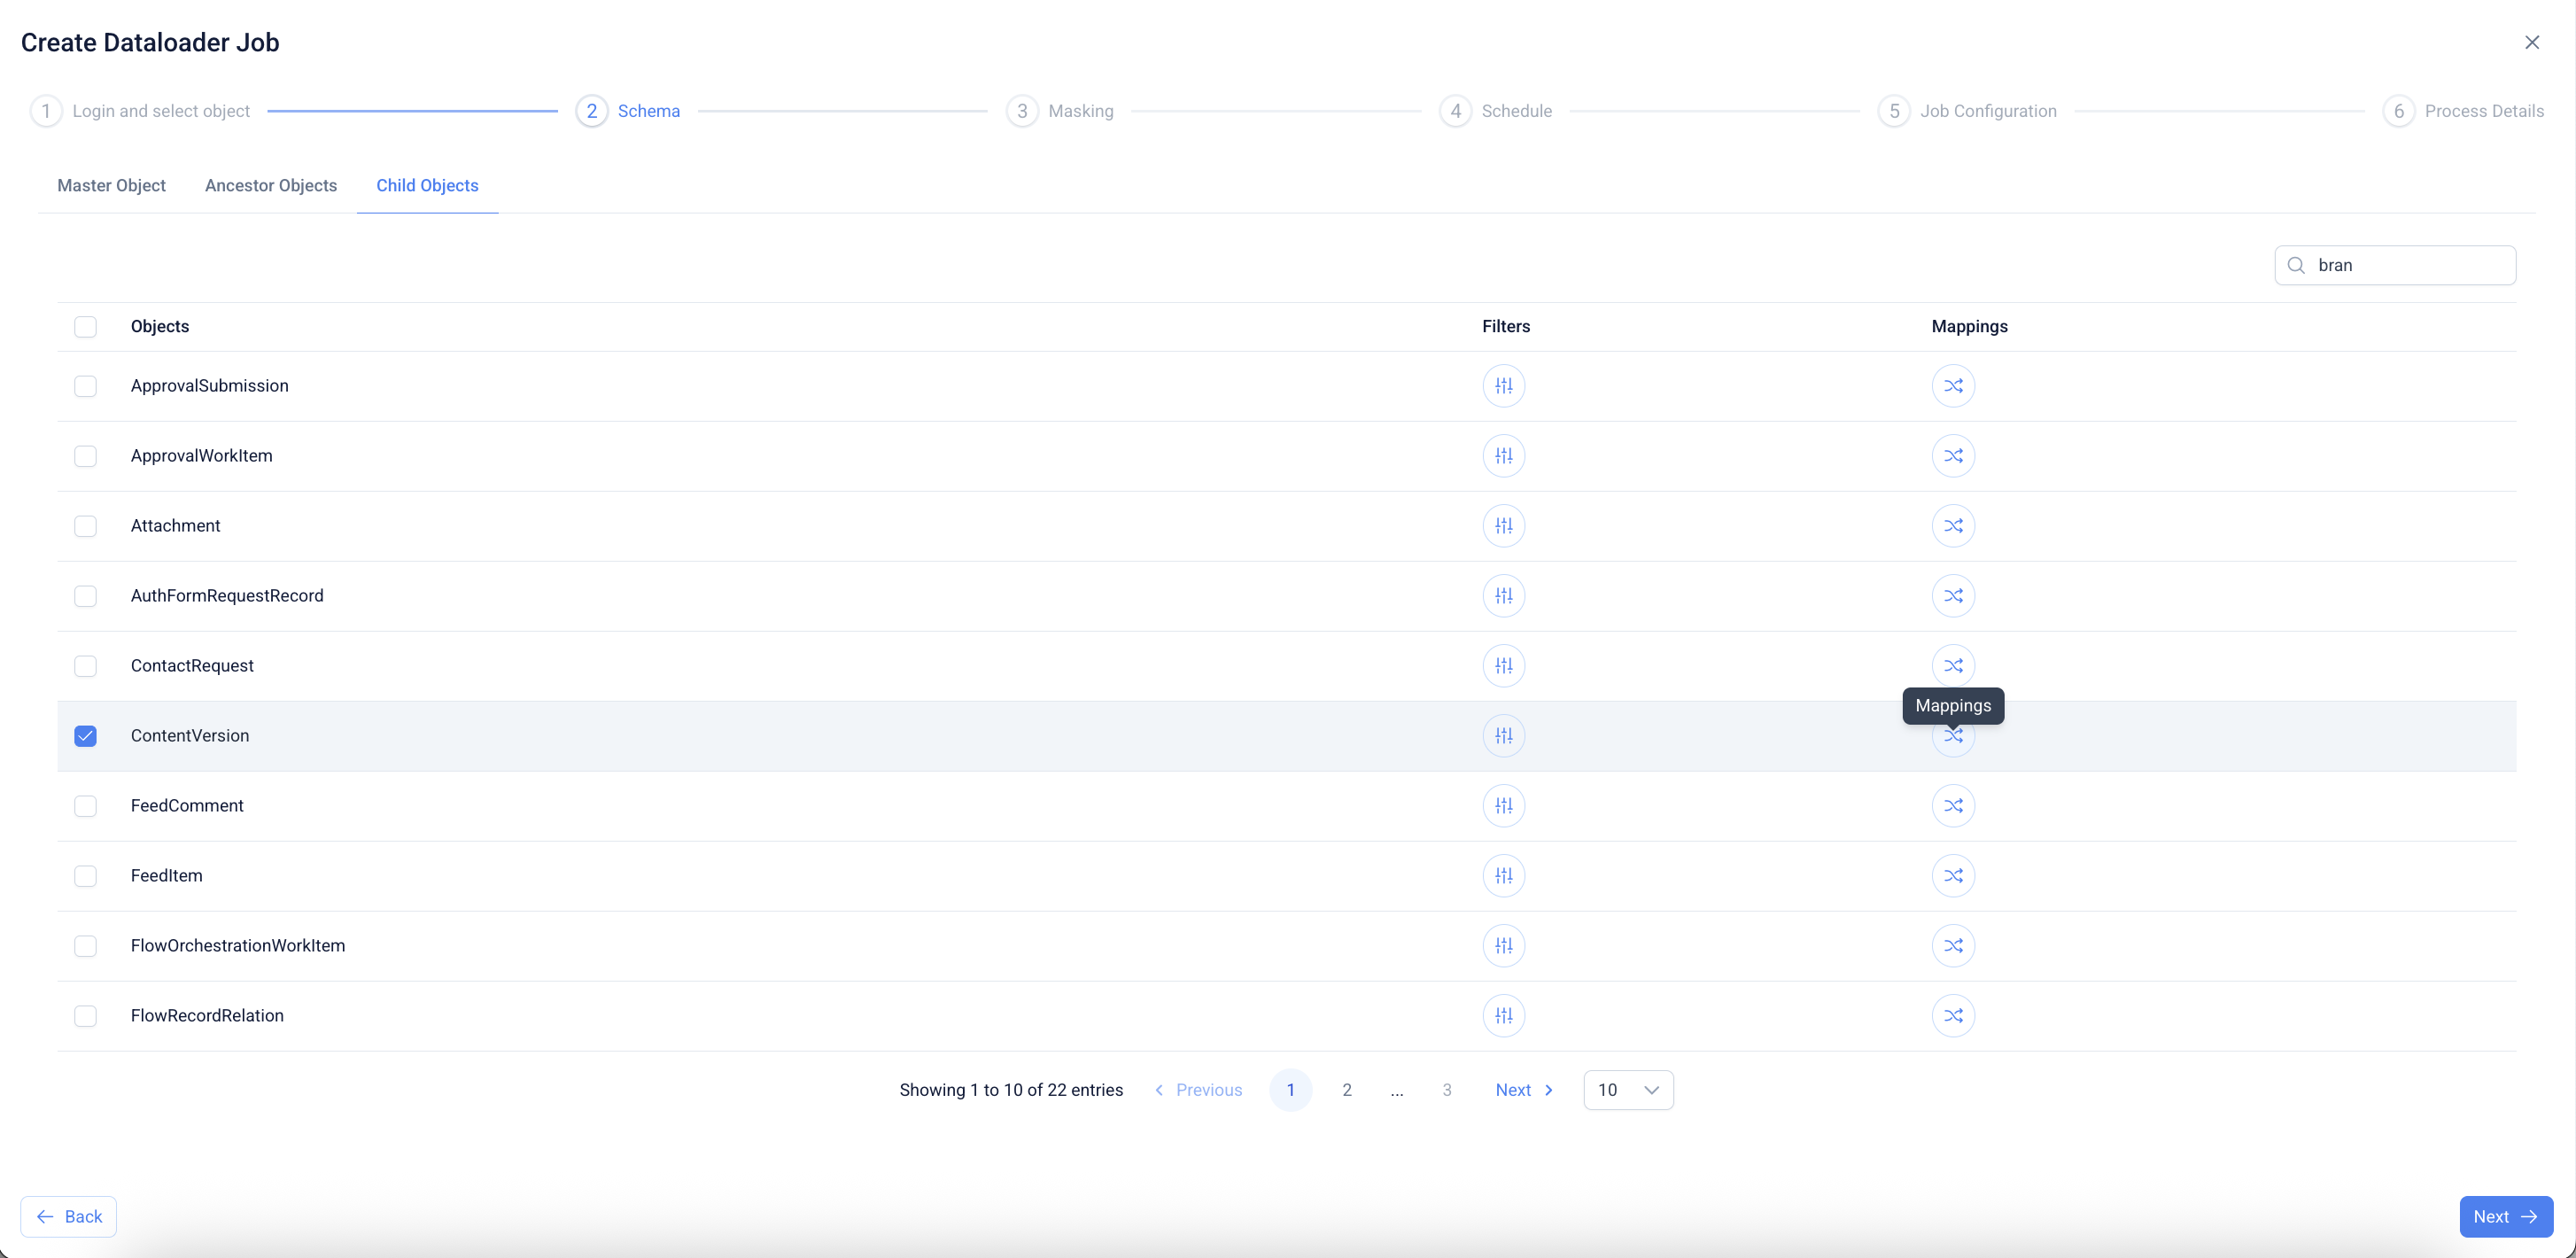 Create Dataloader Job
1 Login and select object 2 Schema 3 Masking 4 Schedule 5 Job Configuration 6 Process Details
Master Object Ancestor Objects Child Objects
bran
Objects Filters Mappings
ApprovalSubmission
ApprovalWorkItem
Attachment
AuthFormRequestRecord
ContactRequest
Mappings
ContentVersion
FeedComment
FeedItem
FlowOrchestrationWorkItem
FlowRecordRelation
Showing 1 to 10 of 22 entries Previous 1 2 ... 3 Next 10
Back Next